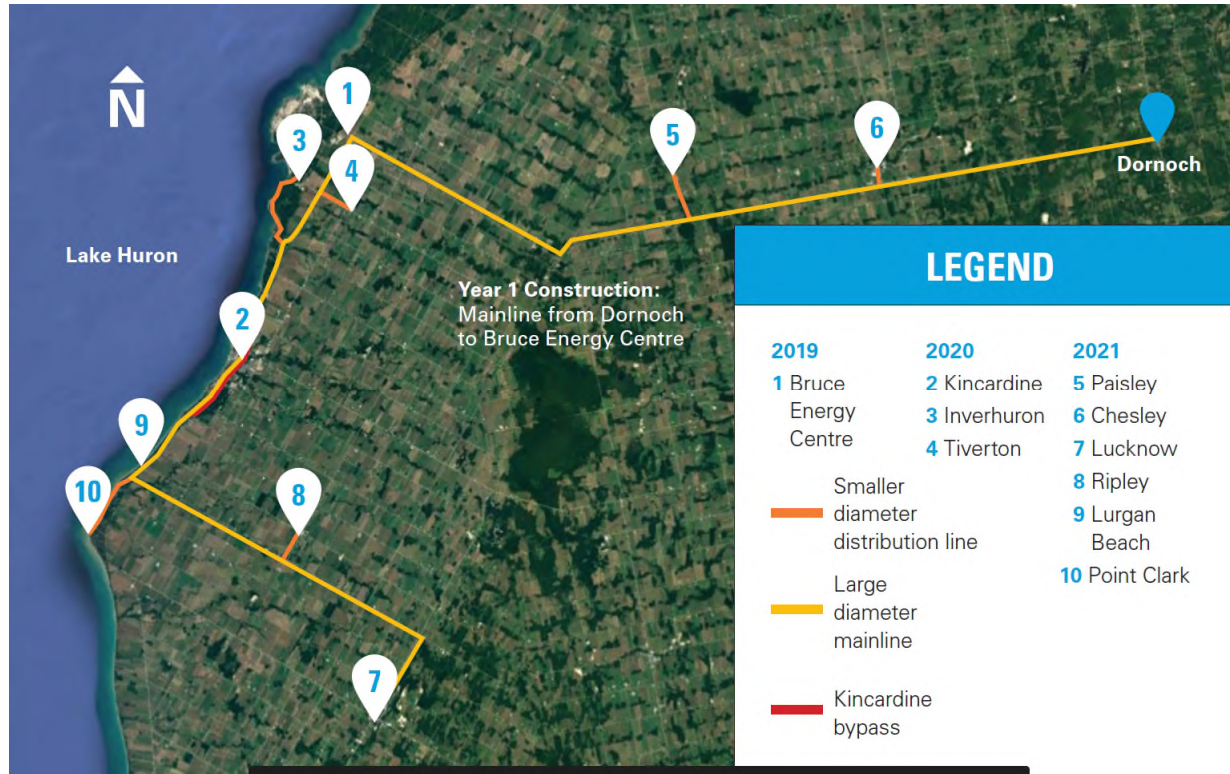 N
1
3
4
5
6
Dornoch
Lake Huron
Year 1 Construction:
Mainline from Dornoch
to Bruce Energy Centre
2
9
10
8
7
LEGEND
2019
1 Bruce
Energy
Centre
2020
2 Kincardine
3 Inverhuron
4 Tiverton
2021
5 Paisley
6 Chesley
7 Lucknow
8 Ripley
9 Lurgan
Beach
10 Point Clark
Smaller
diameter
distribution line
Large
diameter
mainline
Kincardine
bypass